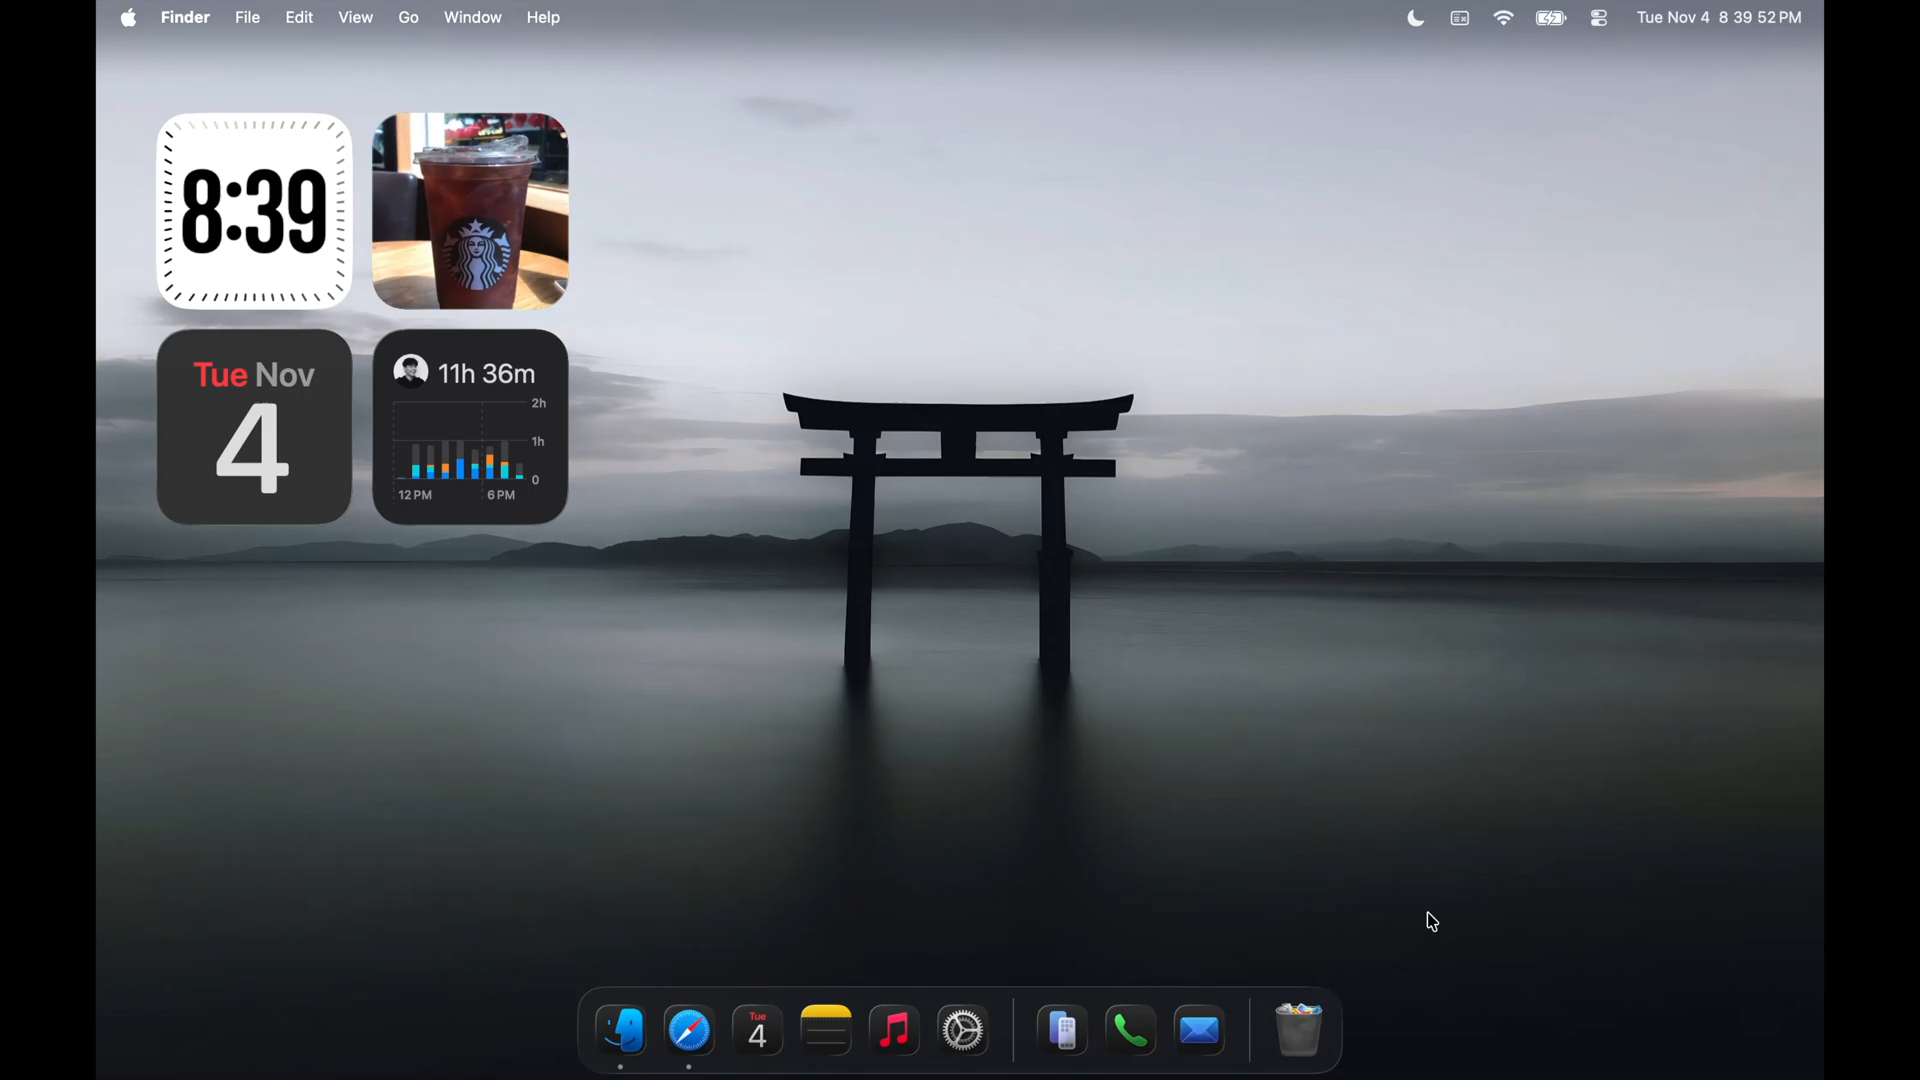 Finder File Edit View Go Window Help
Tue Nov 4 8 39 52 PM
8:39
Tue Nov
4
11h 36m
2h
1h
0
12 PM 6 PM
Tue
4